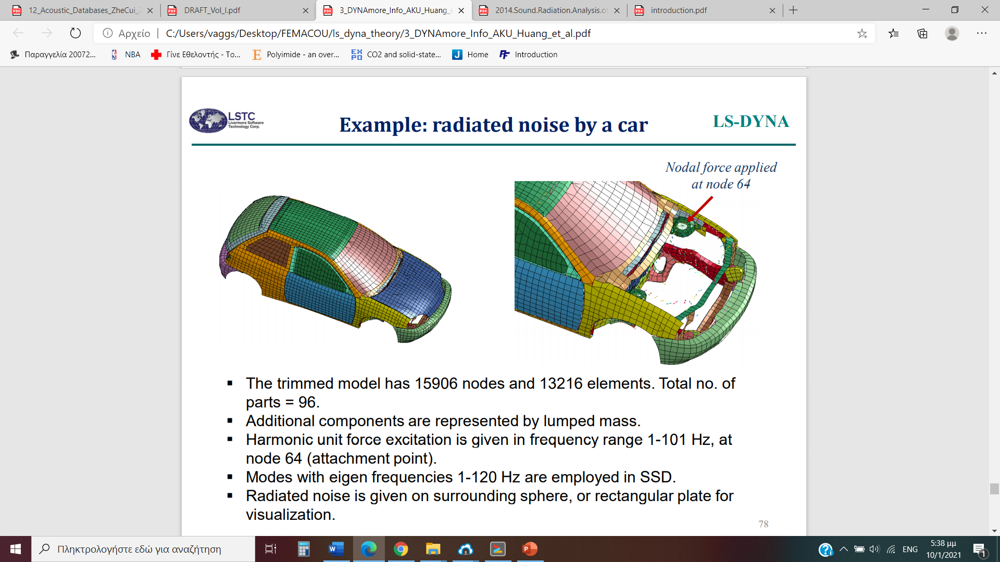 12_Acoustic_Databases_ZheCui_
DRAFT_Vol_I.pdf
3_DYNAmore_Info_AKU_Huang_e
2014.Sound.Radiation.Analysis.of
introduction.pdf
Αρχείο
C:/Users/vaggs/Desktop/FEMACOU/ls_dyna_theory/3_DYNAmore_Info_AKU_Huang_et_al.pdf
Παραγγελία 20072...
NBA
Γίνε Εθελοντής - Το...
Polyimide - an over...
CO2 and solid-state...
Home
Introduction
LSTC
Livermore Software
Technology Corp.
Example: radiated noise by a car
LS-DYNA
Nodal force applied
at node 64
▪ The trimmed model has 15906 nodes and 13216 elements. Total no. of
parts = 96.
▪ Additional components are represented by lumped mass.
▪ Harmonic unit force excitation is given in frequency range 1-101 Hz, at
node 64 (attachment point).
▪ Modes with eigen frequencies 1-120 Hz are employed in SSD.
▪ Radiated noise is given on surrounding sphere, or rectangular plate for
visualization.
78
Πληκτρολογήστε εδώ για αναζήτηση
ENG
5:38 μμ
10/1/2021
1